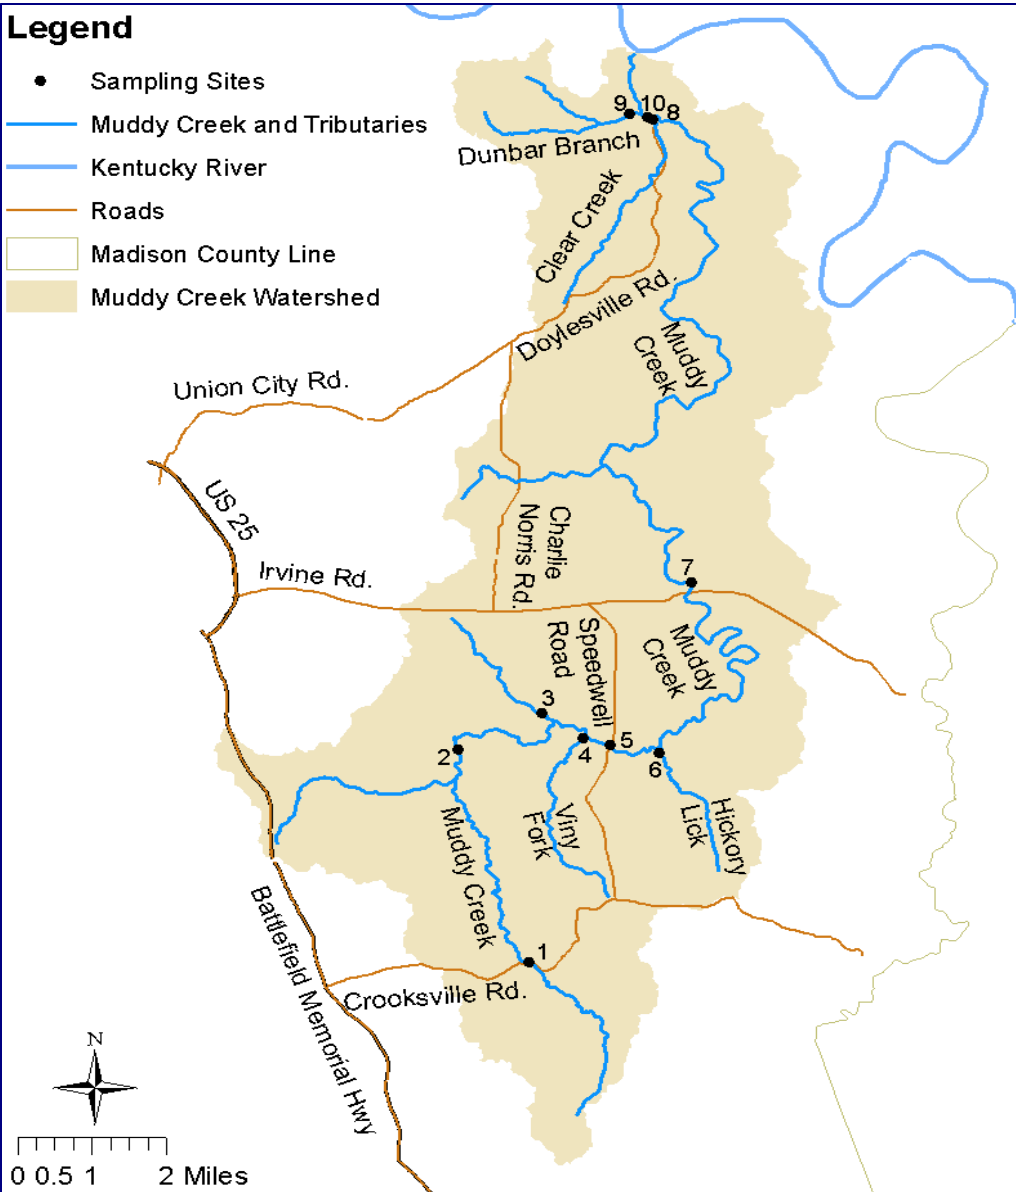 Legend
Sampling Sites
Muddy Creek and Tributaries
Kentucky River
Roads
Madison County Line
Muddy Creek Watershed
9
10
8
Dunbar Branch
Clear Creek
Doylesville Rd.
Muddy
Creek
Union City Rd.
US 25
Charlie
Norris Rd.
Irvine Rd.
7
Speedwell
Road
Muddy
Creek
3
2
4
5
6
Muddy Creek
Viny
Fork
Hickory
Lick
1
Crooksville Rd.
Battlefield Memorial Hwy
N
0 0.5 1 2 Miles